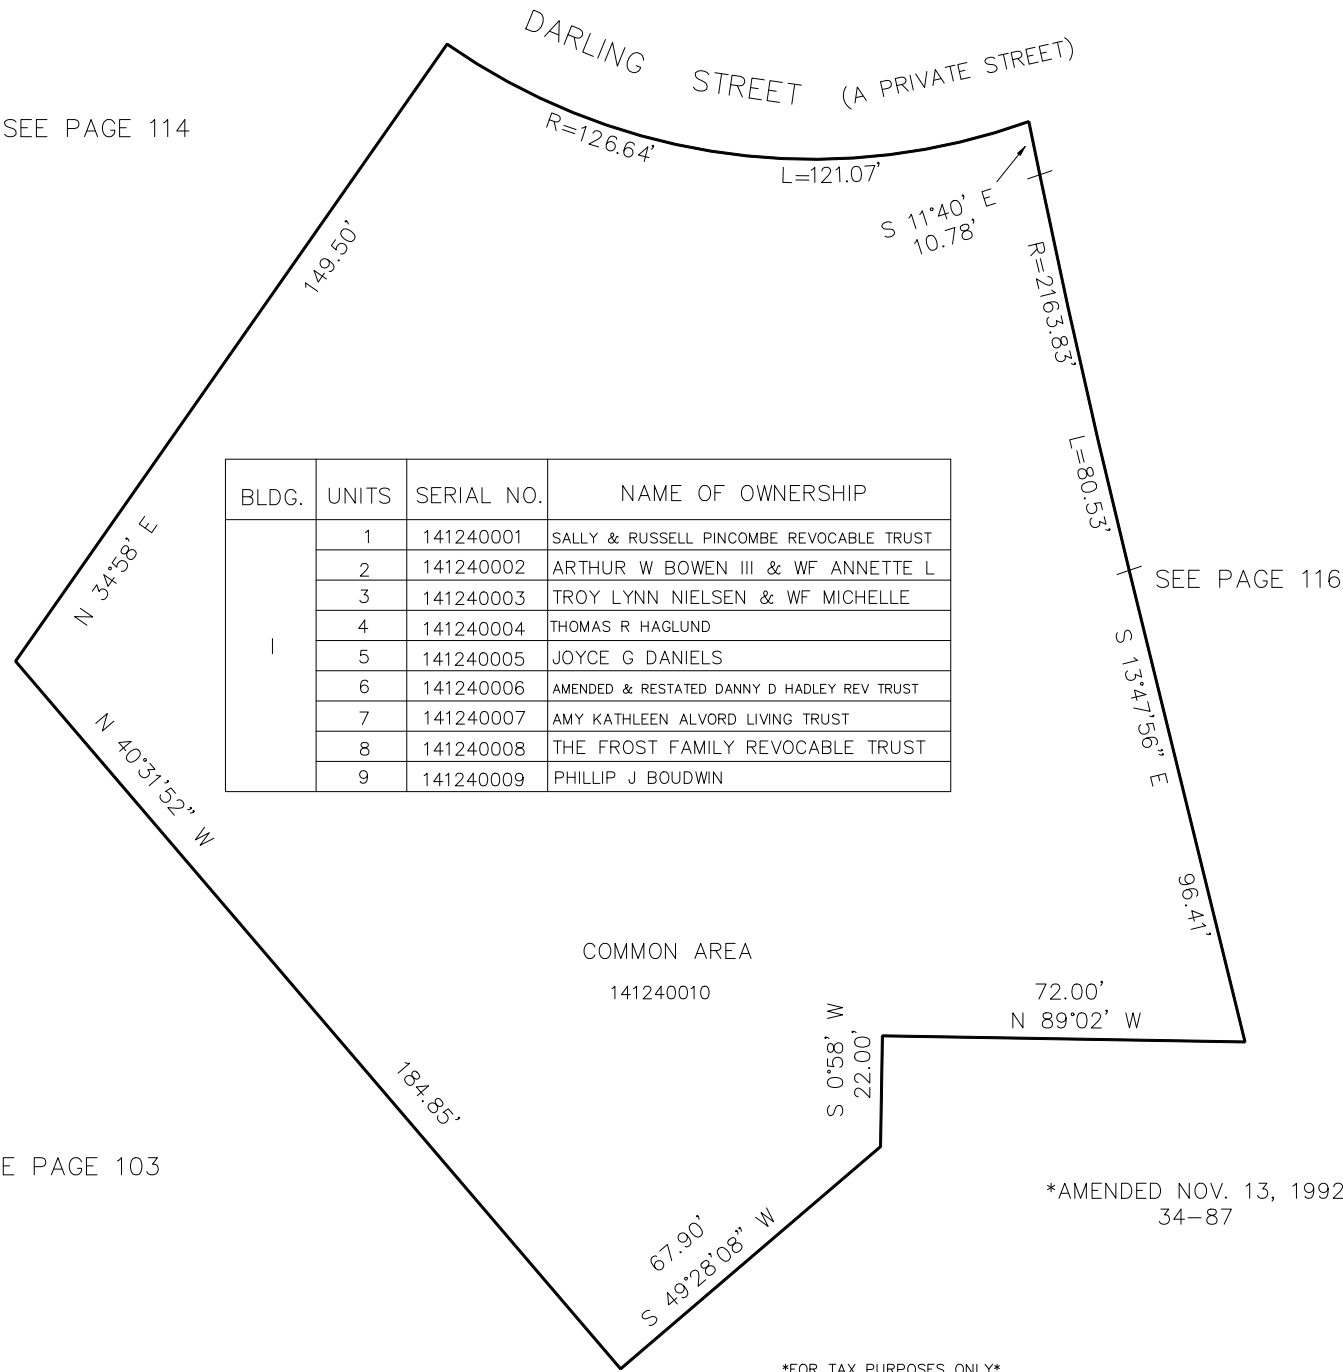 DARLING STREET (A PRIVATE STREET)
SEE PAGE 114
R=126.64'
L=121.07'
S 11°40' E
10.78'
149.50'
R=2163.83'
L=80.53'
N 34°58' E
BLDG. UNITS SERIAL NO. NAME OF OWNERSHIP
1 141240001 SALLY & RUSSELL PINCOMBE REVOCABLE TRUST
2 141240002 ARTHUR W BOWEN III & WF ANNETTE L
3 141240003 TROY LYNN NIELSEN & WF MICHELLE
4 141240004 THOMAS R HAGLUND
I 5 141240005 JOYCE G DANIELS
6 141240006 AMENDED & RESTATED DANNY D HADLEY REV TRUST
7 141240007 AMY KATHLEEN ALVORD LIVING TRUST
8 141240008 THE FROST FAMILY REVOCABLE TRUST
9 141240009 PHILLIP J BOUDWIN
SEE PAGE 116
S 13°47'56" E
96.41'
N 40°31'52" W
184.85'
COMMON AREA
141240010
72.00'
N 89°02' W
S 0°58' W
22.00'
E PAGE 103
*AMENDED NOV. 13, 1992
34-87
67.90'
S 49°28'08" W
*FOR TAX PURPOSES ONLY*